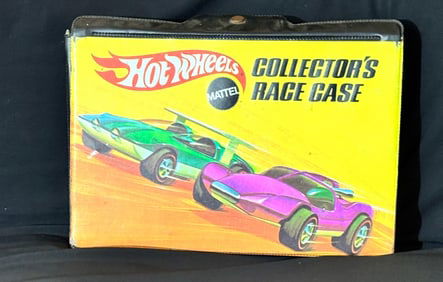 Hot Wheels
MATTEL
COLLECTOR'S
RACE CASE